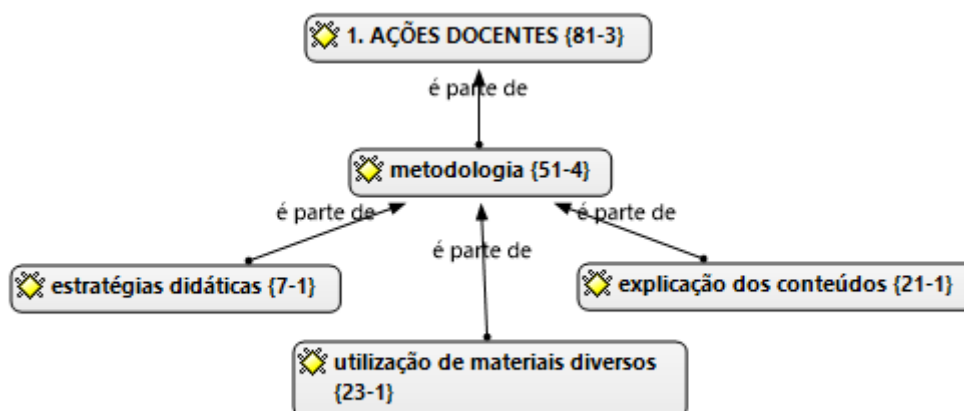 1. AÇÕES DOCENTES {81-3}
é parte de
metodologia {51-4}
é parte de
é parte de
é parte de
estratégias didáticas {7-1}
explicação dos conteúdos {21-1}
utilização de materiais diversos
{23-1}